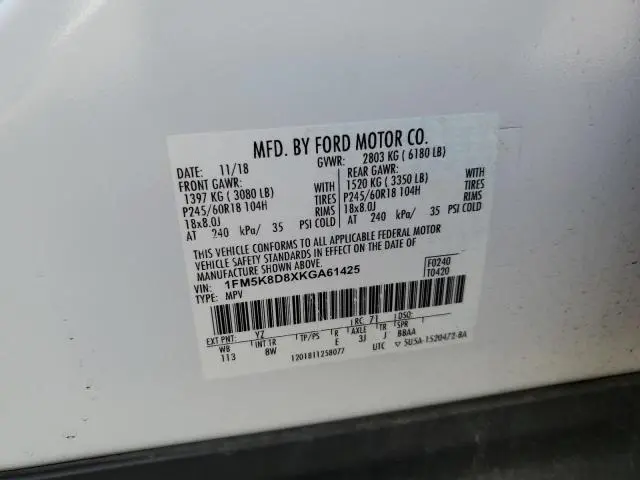 MFD. BY FORD MOTOR CO.
DATE: 11/18 GVWR: 2803 KG ( 6180 LB)
FRONT GAWR: REAR GAWR:
1397 KG ( 3080 LB) WITH 1520 KG ( 3350 LB) WITH
P245/60R18 104H TIRES P245/60R18 104H TIRES
18x8.0J RIMS 18x8.0J RIMS
AT 240 kPa/ 35 PSI COLD AT 240 kPa/ 35 PSI COLD
THIS VEHICLE CONFORMS TO ALL APPLICABLE FEDERAL MOTOR
VEHICLE SAFETY STANDARDS IN EFFECT ON THE DATE OF
MANUFACTURE SHOWN ABOVE.
VIN: 1FM5K8D8XKGA61425 F0240
TYPE: MPV T0420
EXT PNT: YZ RC: 71 DSO:
WB INT TR TP/PS R AXLE TR SPR
113 8W E 3J J BBAA
1201811258077 UTC ▽ 5U5A-1520472-BA